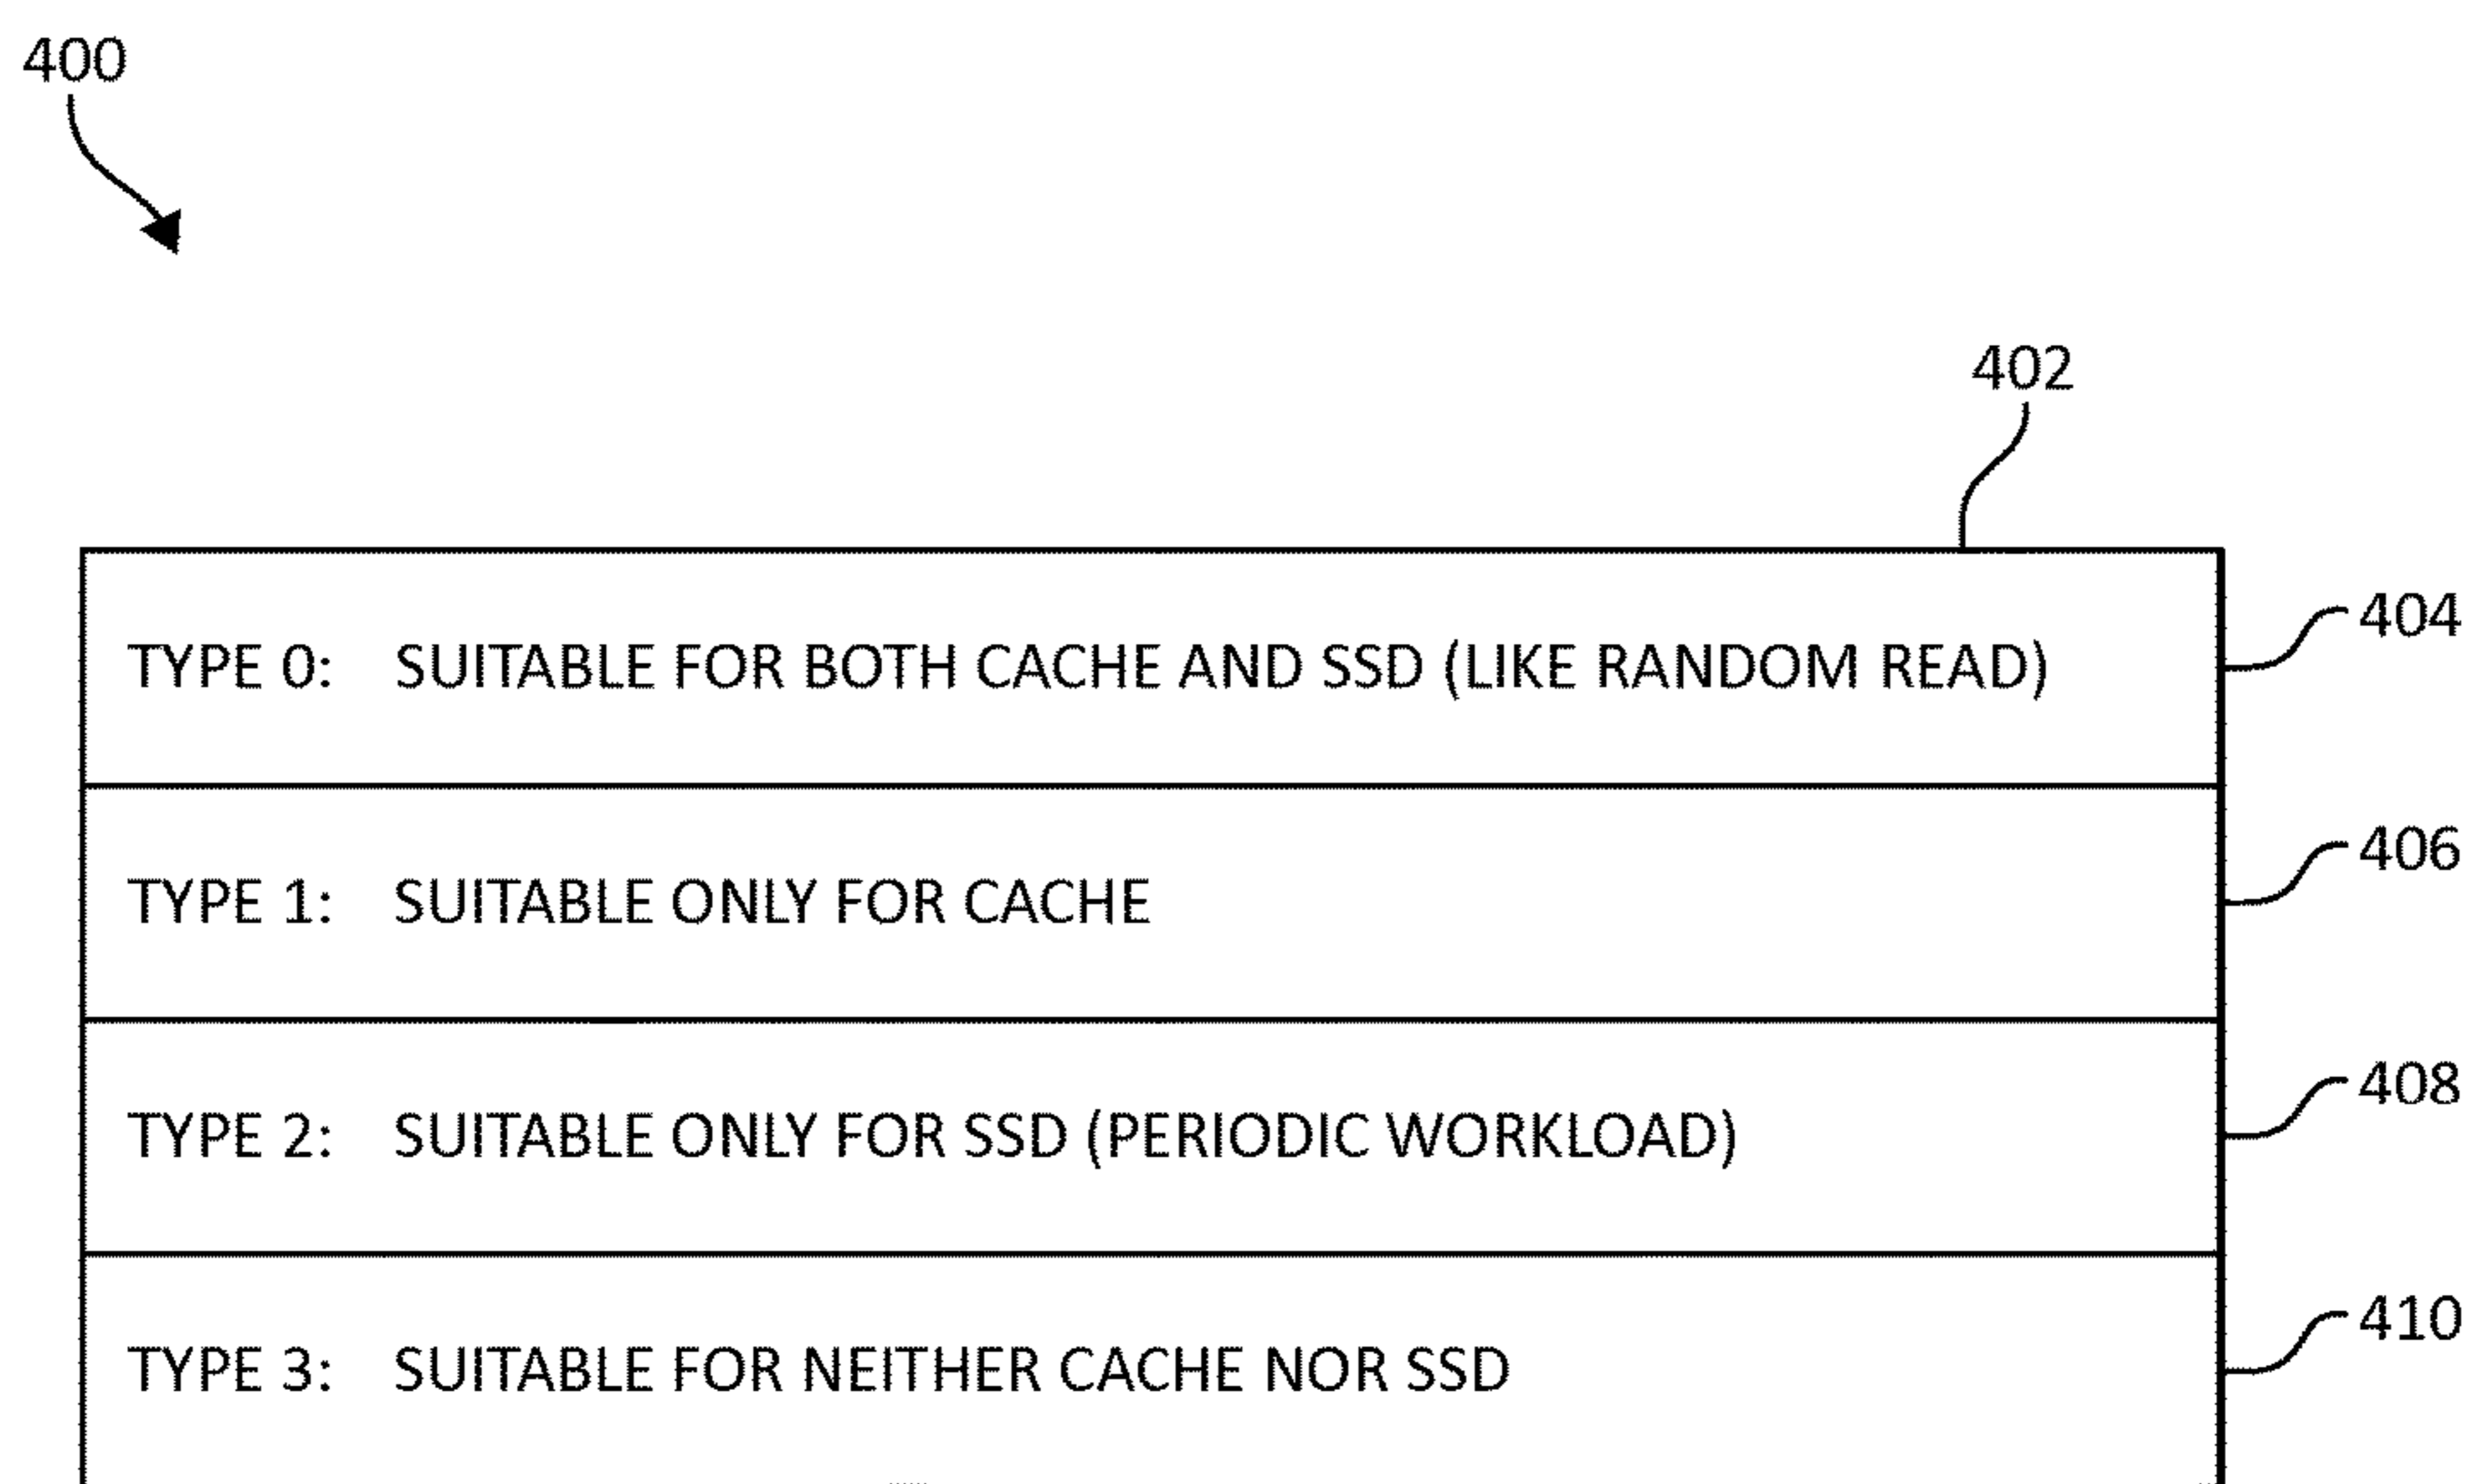 400
402
TYPE 0: SUITABLE FOR BOTH CACHE AND SSD (LIKE RANDOM READ) 404
TYPE 1: SUITABLE ONLY FOR CACHE 406
TYPE 2: SUITABLE ONLY FOR SSD (PERIODIC WORKLOAD) 408
TYPE 3: SUITABLE FOR NEITHER CACHE NOR SSD 410